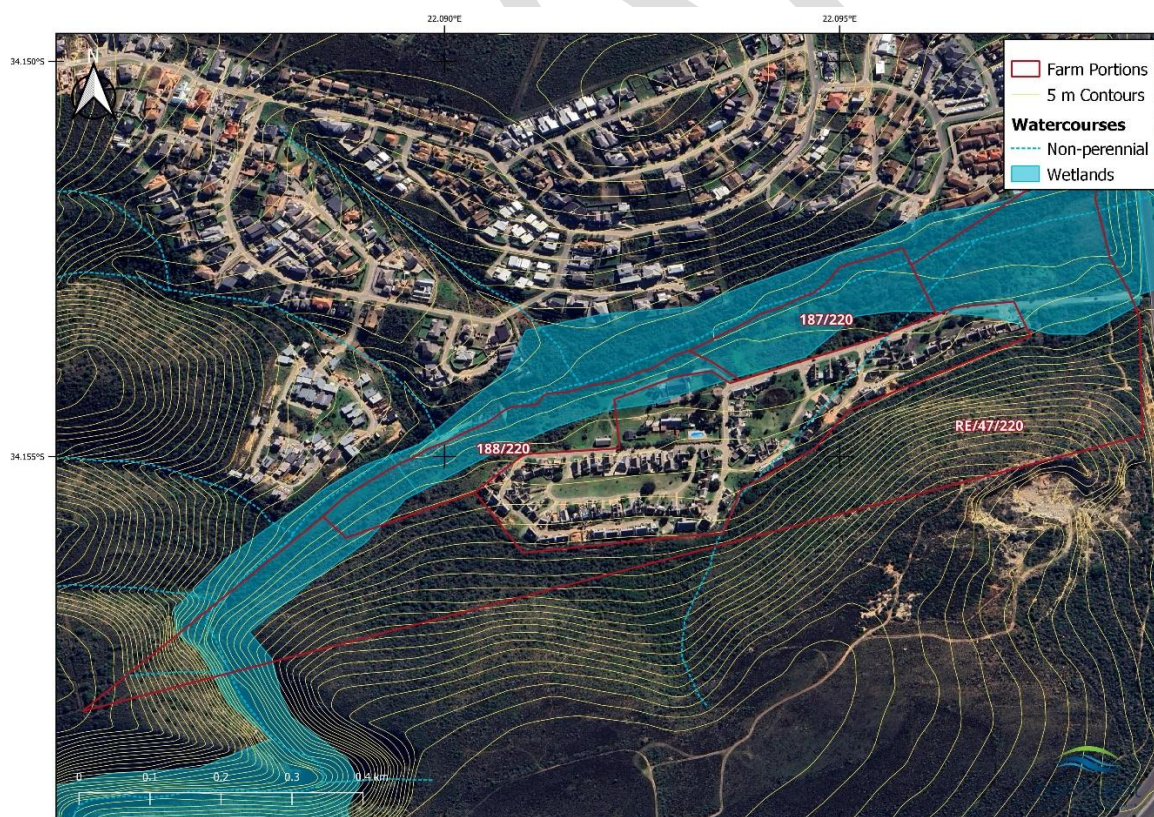 22.090°E
22.095°E
34.150°S
N
Farm Portions
5 m Contours
Watercourses
Non-perennial
Wetlands
187/220
RE/47/220
188/220
34.155°S
0 0.1 0.2 0.3 0.4 km